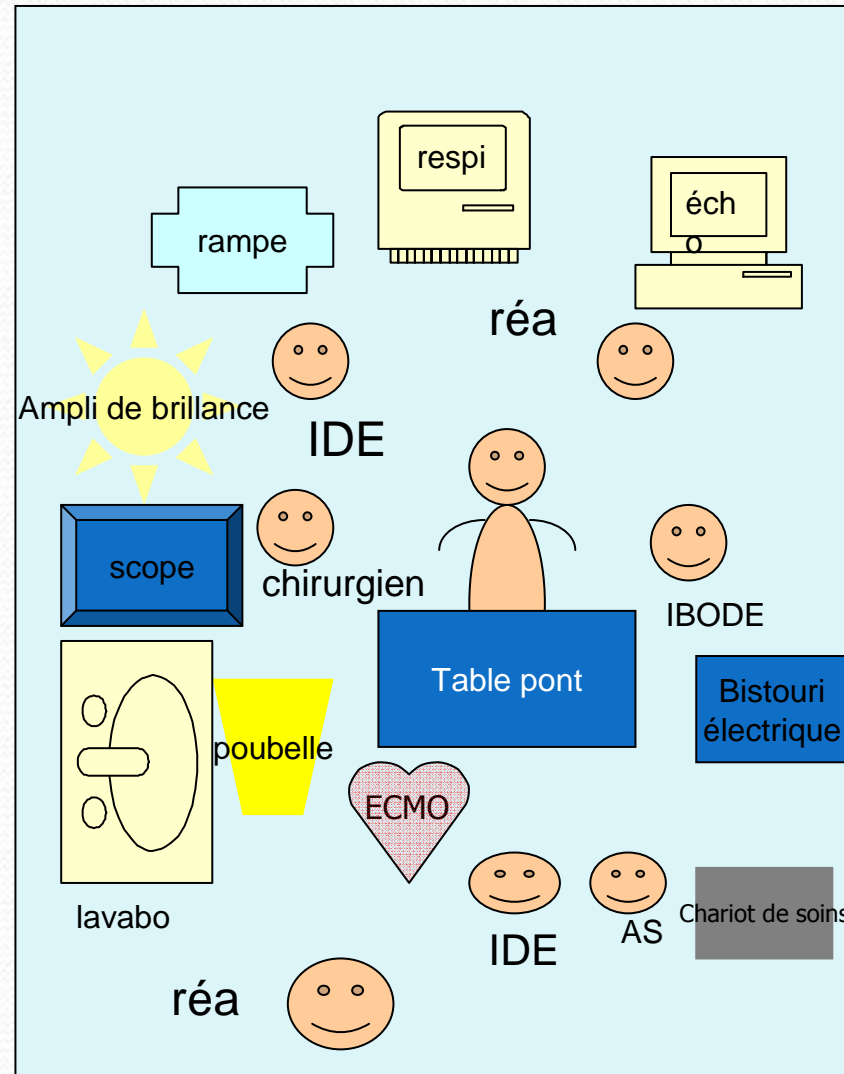 respi
éch
o
rampe
réa
Ampli de brillance
IDE
scope
chirurgien
IBODE
Table pont
Bistouri
électrique
poubelle
ECMO
lavabo
IDE
AS
Chariot de soins
réa